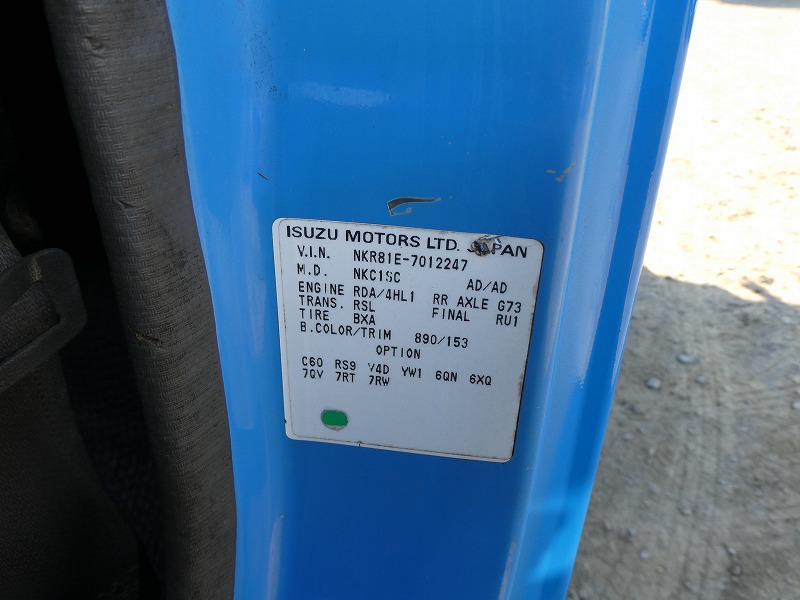 ISUZU MOTORS LTD. JAPAN
V.I.N. NKR81E-7012247
M.D. NKC1SC AD/AD
ENGINE RDA/4HL1 RR AXLE G73
TRANS. RSL FINAL RU1
TIRE BXA
B.COLOR/TRIM 890/153
OPTION
C60 RS9 V4D YW1 6QN 6XQ
7QV 7RT 7RW